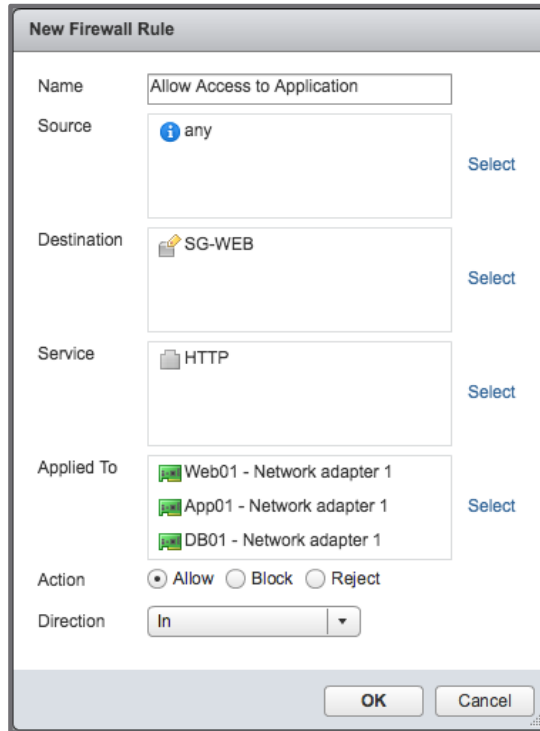 New Firewall Rule
Name
Allow Access to Application
Source
any
Select
Destination
SG-WEB
Select
Service
HTTP
Select
Applied To
Web01 - Network adapter 1
App01 - Network adapter 1
Select
DB01 - Network adapter 1
Action
Allow Block Reject
Direction
In
OK Cancel